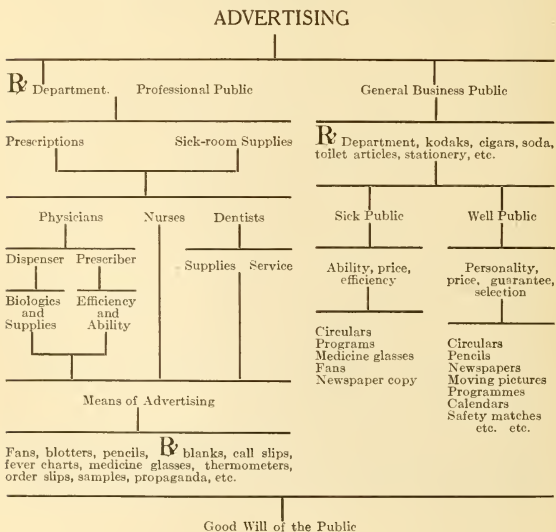 ADVERTISING
℞ Department. Professional Public
General Business Public
Prescriptions
Sick-room Supplies
℞ Department, kodaks, cigars, soda,
toilet articles, stationery, etc.
Physicians
Nurses
Dentists
Dispenser
Prescriber
Supplies
Service
Biologics
and
Supplies
Efficiency
and
Ability
Sick Public
Well Public
Ability, price,
efficiency
Personality,
price, guarantee,
selection
Circulars
Programs
Medicine glasses
Fans
Newspaper copy
Circulars
Pencils
Newspapers
Moving pictures
Programmes
Calendars
Safety matches
etc. etc.
Means of Advertising
Fans, blotters, pencils, ℞ blanks, call slips,
fever charts, medicine glasses, thermometers,
order slips, samples, propaganda, etc.
Good Will of the Public